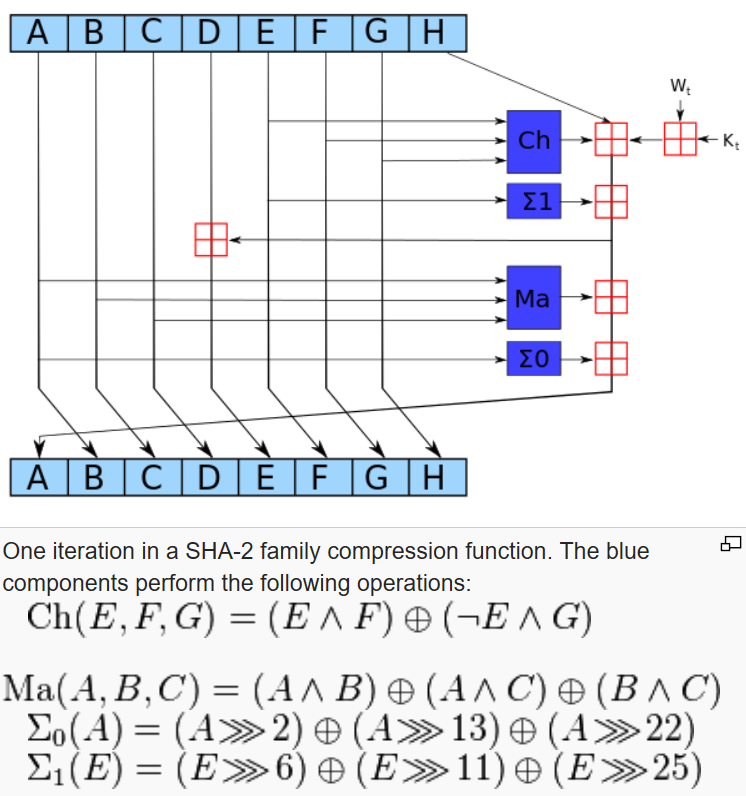 A B C D E F G H
W_t
Ch K_t
Σ1
Ma
Σ0
A B C D E F G H
One iteration in a SHA-2 family compression function. The blue
components perform the following operations:
Ch(E, F, G) = (E ∧ F) ⊕ (¬E ∧ G)
Ma(A, B, C) = (A ∧ B) ⊕ (A ∧ C) ⊕ (B ∧ C)
Σ₀(A) = (A⋙2) ⊕ (A⋙13) ⊕ (A⋙22)
Σ₁(E) = (E⋙6) ⊕ (E⋙11) ⊕ (E⋙25)